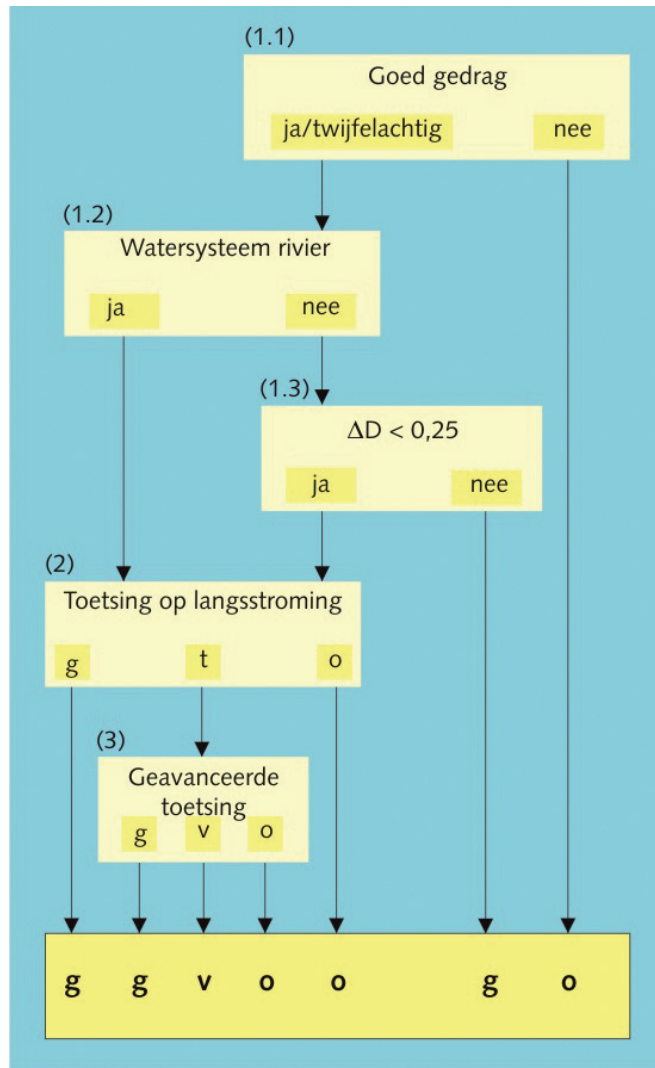 (1.1)
Goed gedrag
ja/twijfelachtig nee
(1.2)
Watersysteem rivier
ja nee
(1.3)
ΔD < 0,25
ja nee
(2)
Toetsing op langsstroming
g t o
(3)
Geavanceerde
toetsing
g v o
g g v o o g o